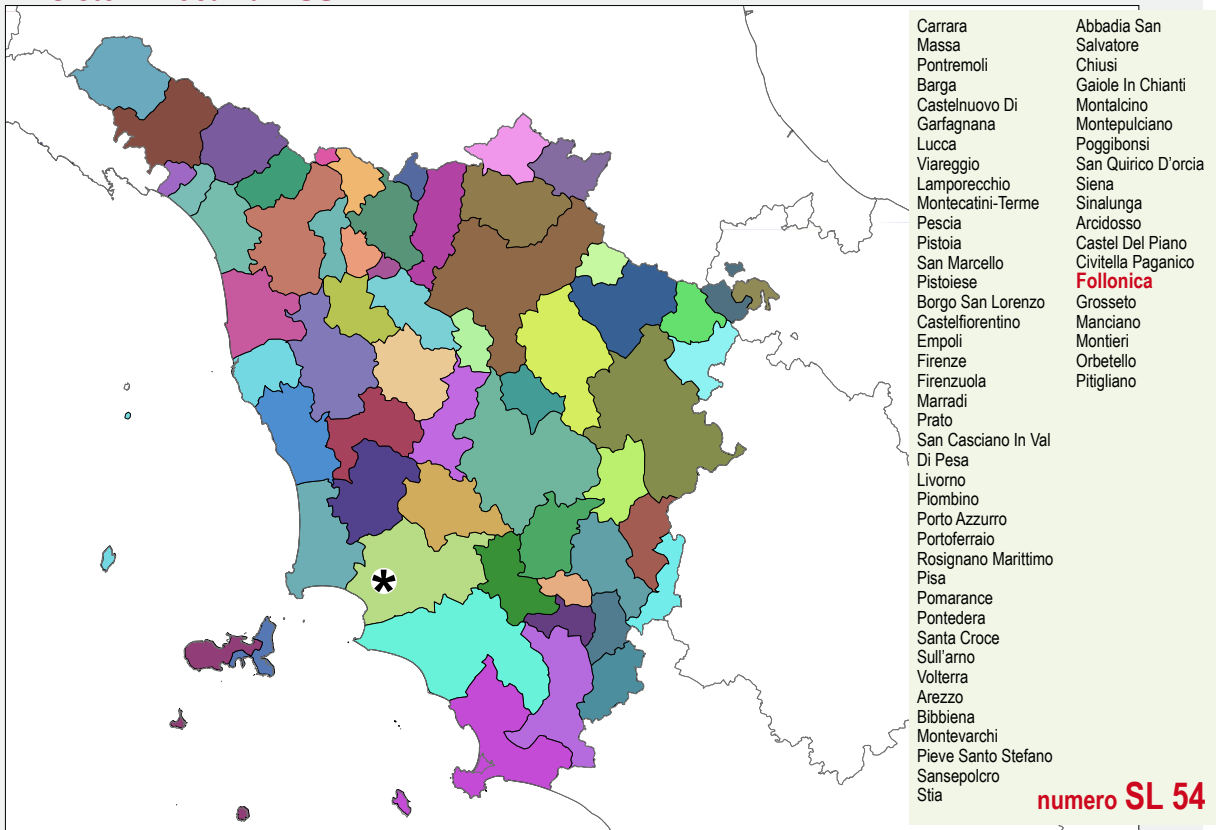 Carrara
Massa
Pontremoli
Barga
Castelnuovo Di
Garfagnana
Lucca
Viareggio
Lamporecchio
Montecatini-Terme
Pescia
Pistoia
San Marcello
Pistoiese
Borgo San Lorenzo
Castelfiorentino
Empoli
Firenze
Firenzuola
Marradi
Prato
San Casciano In Val
Di Pesa
Livorno
Piombino
Porto Azzurro
Portoferraio
Rosignano Marittimo
Pisa
Pomarance
Pontedera
Santa Croce
Sull'arno
Volterra
Arezzo
Bibbiena
Montevarchi
Pieve Santo Stefano
Sansepolcro
Stia
Abbadia San
Salvatore
Chiusi
Gaiole In Chianti
Montalcino
Montepulciano
Poggibonsi
San Quirico D'orcia
Siena
Sinalunga
Arcidosso
Castel Del Piano
Civitella Paganico
Follonica
Grosseto
Manciano
Montieri
Orbetello
Pitigliano
*
numero SL 54